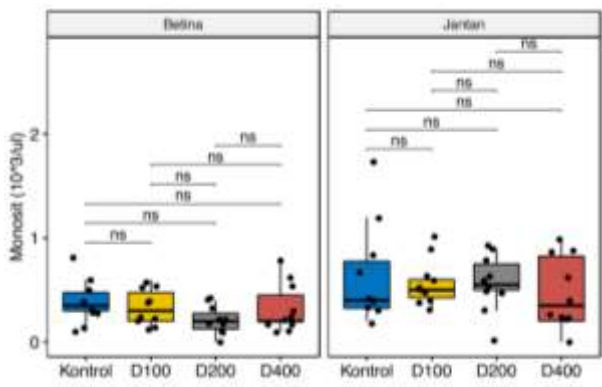 Betina
Jantan
ns
ns
ns
ns
ns
ns
ns
ns
ns
ns
ns
ns
Monosit (10^3/ul)
2
1
0
Kontrol D100 D200 D400
Kontrol D100 D200 D400